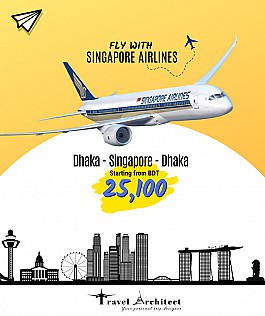 FLY WITH
SINGAPORE AIRLINES
SINGAPORE AIRLINES
Dhaka - Singapore - Dhaka
Starting from BDT
25,100
Travel Architect
Your personal trip designer